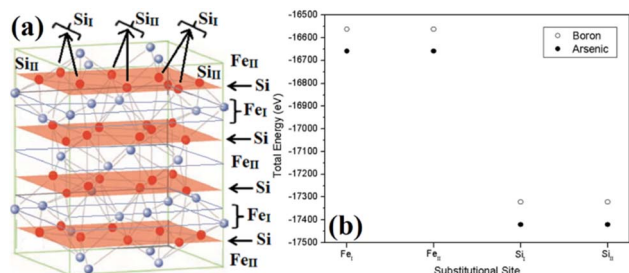 (a)
Si_I Si_II Si_I
Si_II Si_II Fe_II
Si
Fe_I
Si
Fe_II
Si
Fe_I
Si
Fe_II
(b)
Total Energy (eV)
-16500
-16600
-16700
-16800
-16900
-17000
-17100
-17200
-17300
-17400
-17500
Boron
Arsenic
Fe_I Fe_II Si_I Si_II
Substitutional Site